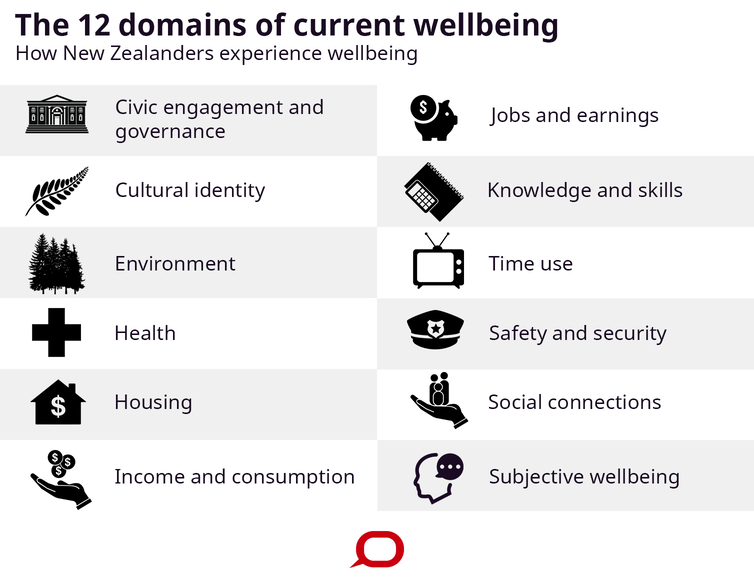 The 12 domains of current wellbeing
How New Zealanders experience wellbeing
Civic engagement and
governance
Cultural identity
Environment
Health
$
Housing
$
$
$
Income and consumption
$
Jobs and earnings
Knowledge and skills
Time use
Safety and security
Social connections
Subjective wellbeing